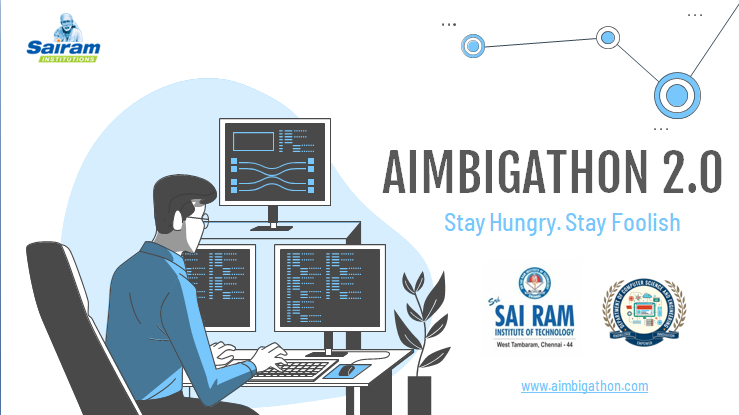 Sairam
INSTITUTIONS
AIMBIGATHON 2.0
Stay Hungry. Stay Foolish
Sri
SAI RAM
INSTITUTE OF TECHNOLOGY
West Tambaram, Chennai - 44
www.aimbigathon.com